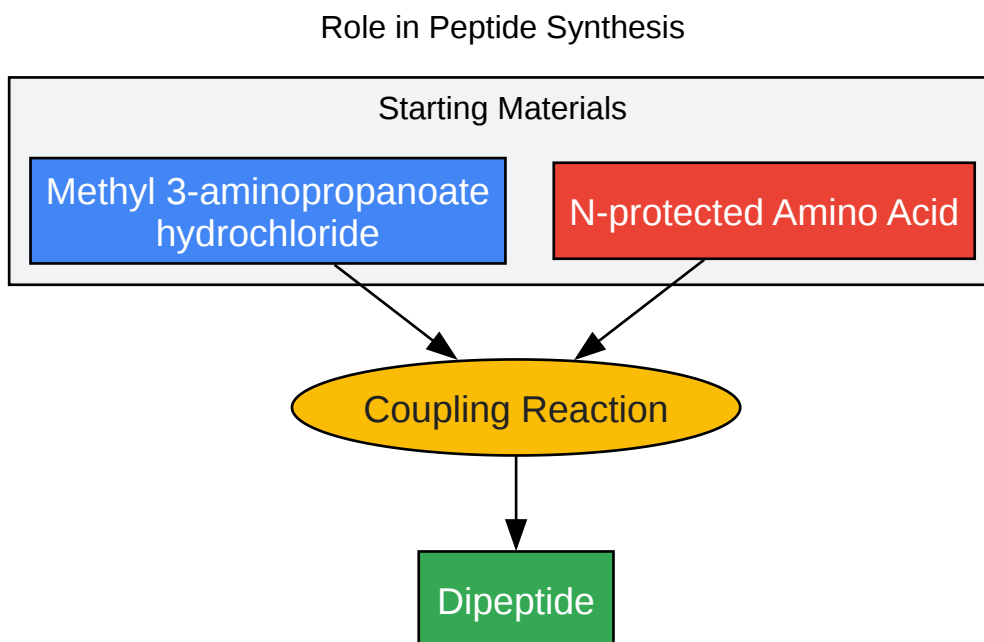 Role in Peptide Synthesis
Starting Materials
Methyl 3-aminopropanoate
hydrochloride
N-protected Amino Acid
Coupling Reaction
Dipeptide